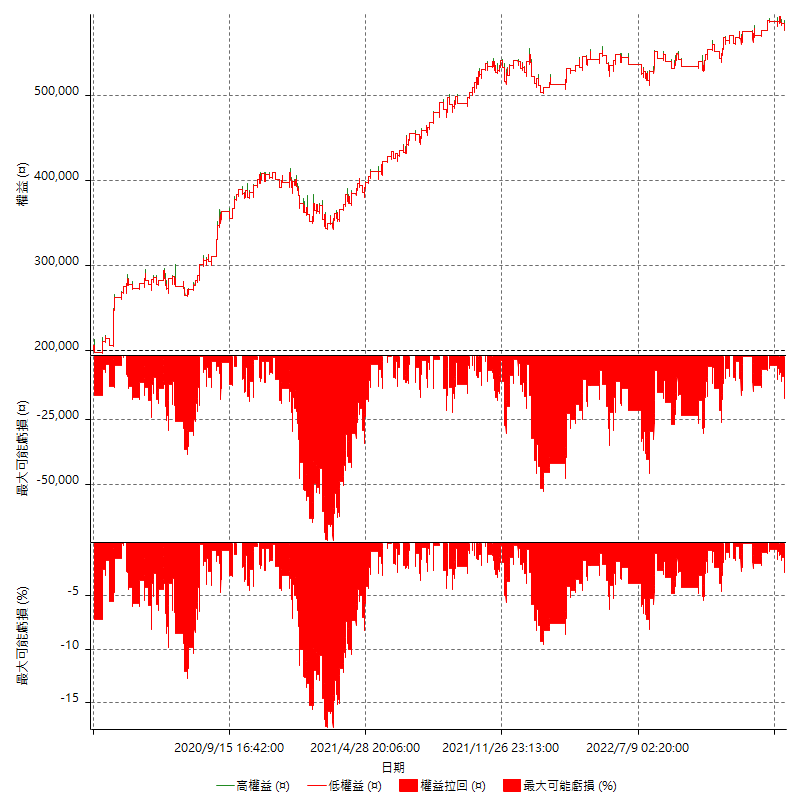 500,000
400,000
權益 (¤)
300,000
200,000
-25,000
最大可能虧損 (¤)
-50,000
-5
最大可能虧損 (%)
-10
-15
2020/9/15 16:42:00
2021/4/28 20:06:00
2021/11/26 23:13:00
2022/7/9 02:20:00
日期
高權益 (¤)
低權益 (¤)
權益拉回 (¤)
最大可能虧損 (%)